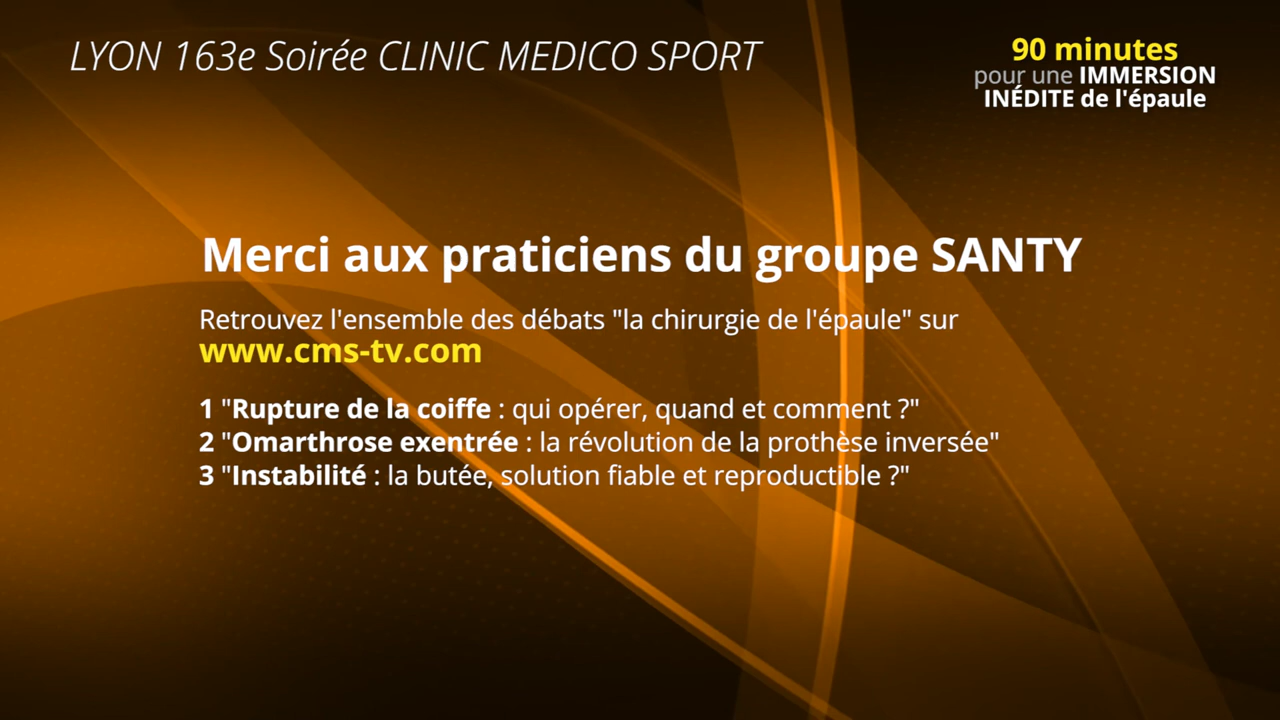 LYON 163e Soirée CLINIC MEDICO SPORT
90 minutes
pour une IMMERSION
INÉDITE de l'épaule
Merci aux praticiens du groupe SANTY
Retrouvez l'ensemble des débats "la chirurgie de l'épaule" sur
www.cms-tv.com
1 "Rupture de la coiffe : qui opérer, quand et comment ?"
2 "Omarthrose exentrée : la révolution de la prothèse inversée"
3 "Instabilité : la butée, solution fiable et reproductible ?"